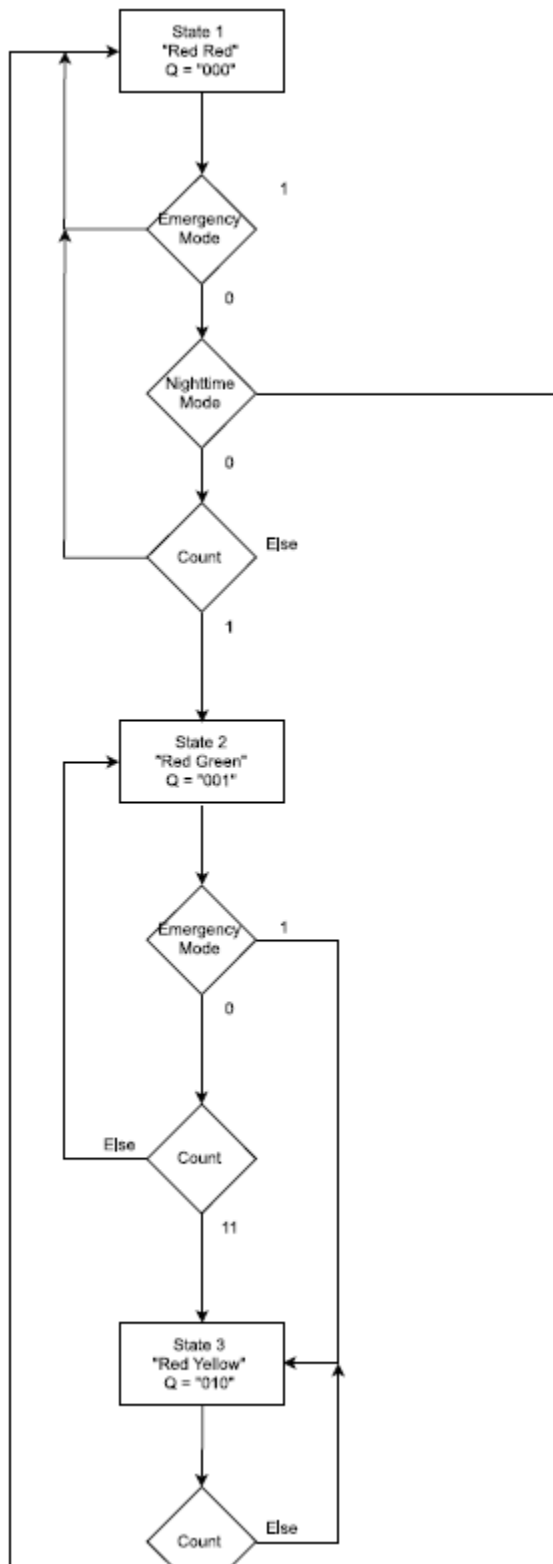 State 1
"Red Red"
Q = "000"
1
Emergency
Mode
0
Nighttime
Mode
0
Else
Count
1
State 2
"Red Green"
Q = "001"
Emergency
Mode
1
0
Else
Count
11
State 3
"Red Yellow"
Q = "010"
Else
Count